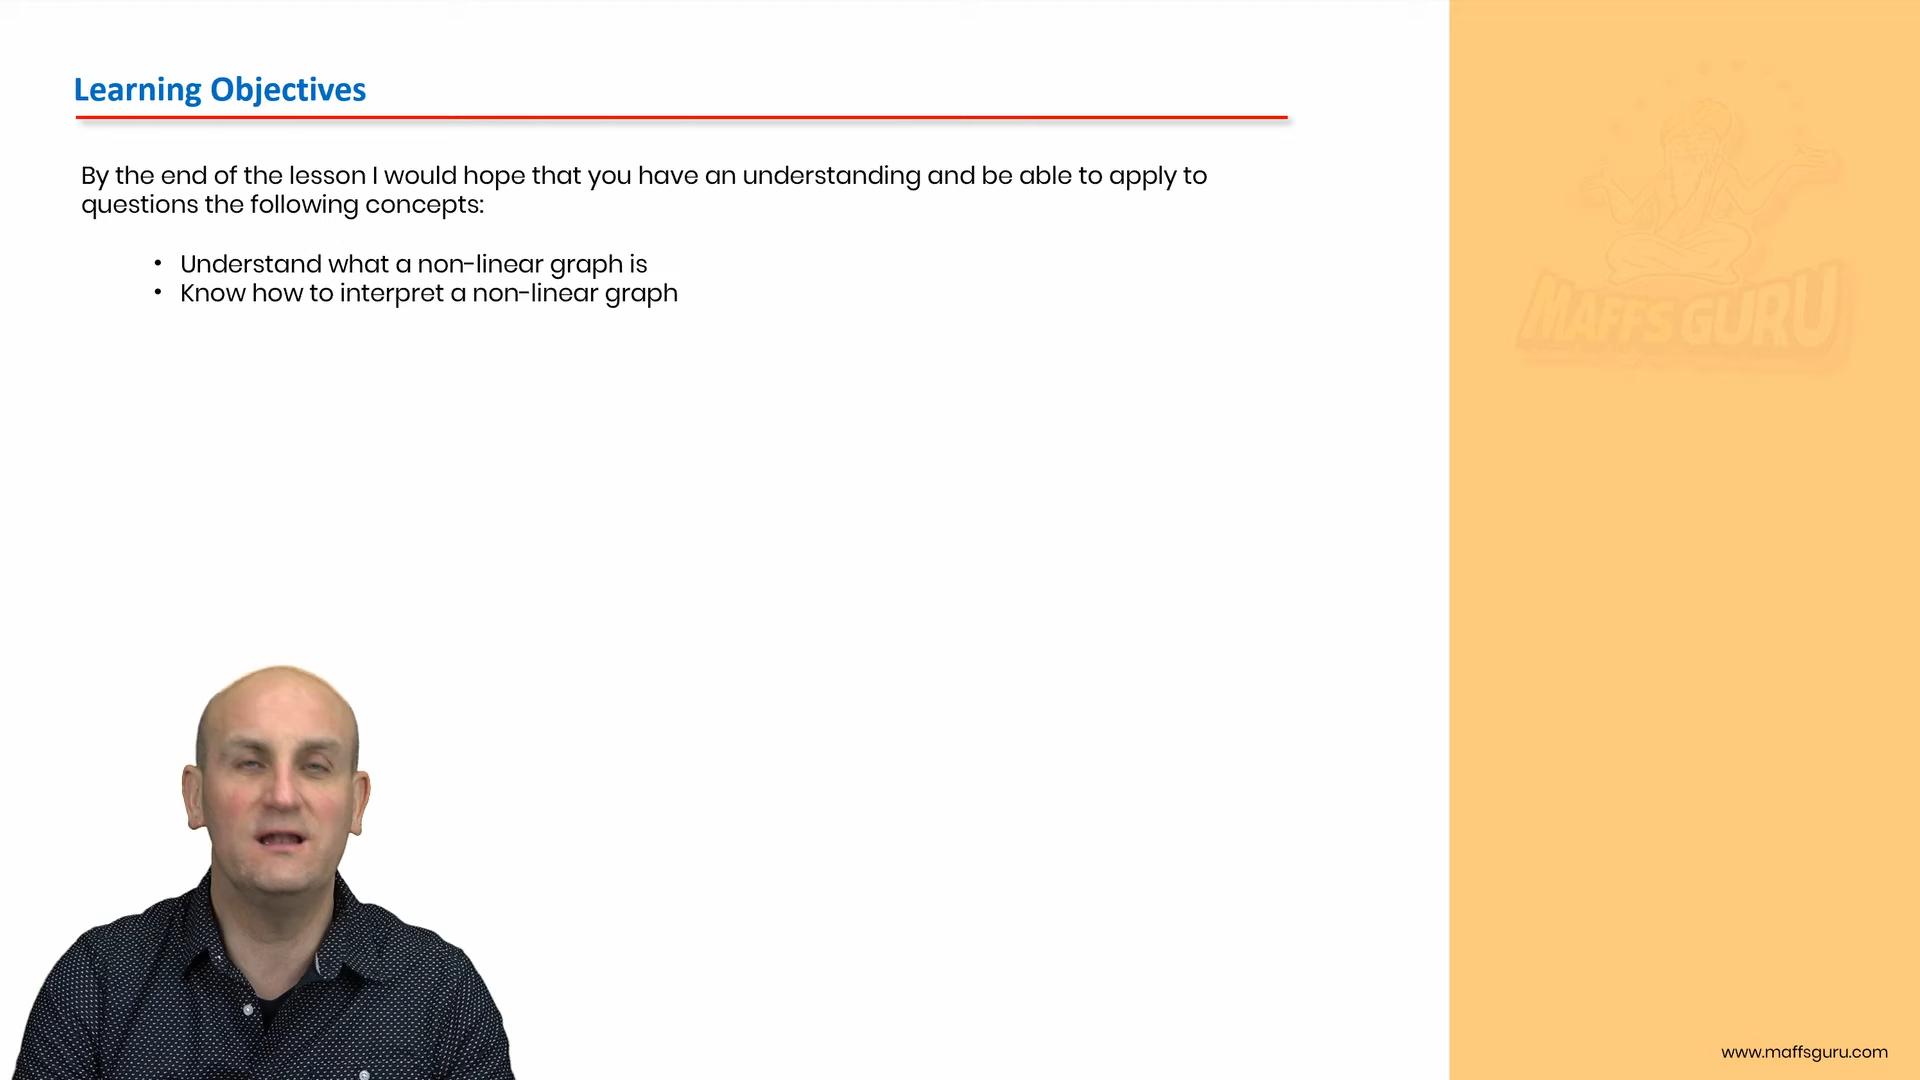 Learning Objectives
By the end of the lesson I would hope that you have an understanding and be able to apply to
questions the following concepts:
• Understand what a non-linear graph is
• Know how to interpret a non-linear graph
MAFFS GURU
www.maffsguru.com